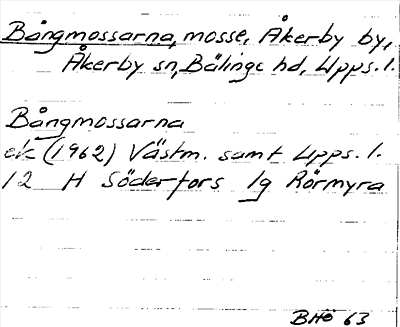 Bångmossarna, mosse, Åkerby by,
Åkerby sn, Bälinge hd, Upps. l.
Bångmossarna
ek (1962) Västm. samt Upps. l.
12 H Söderfors 1g Rörmyra
BHö 63